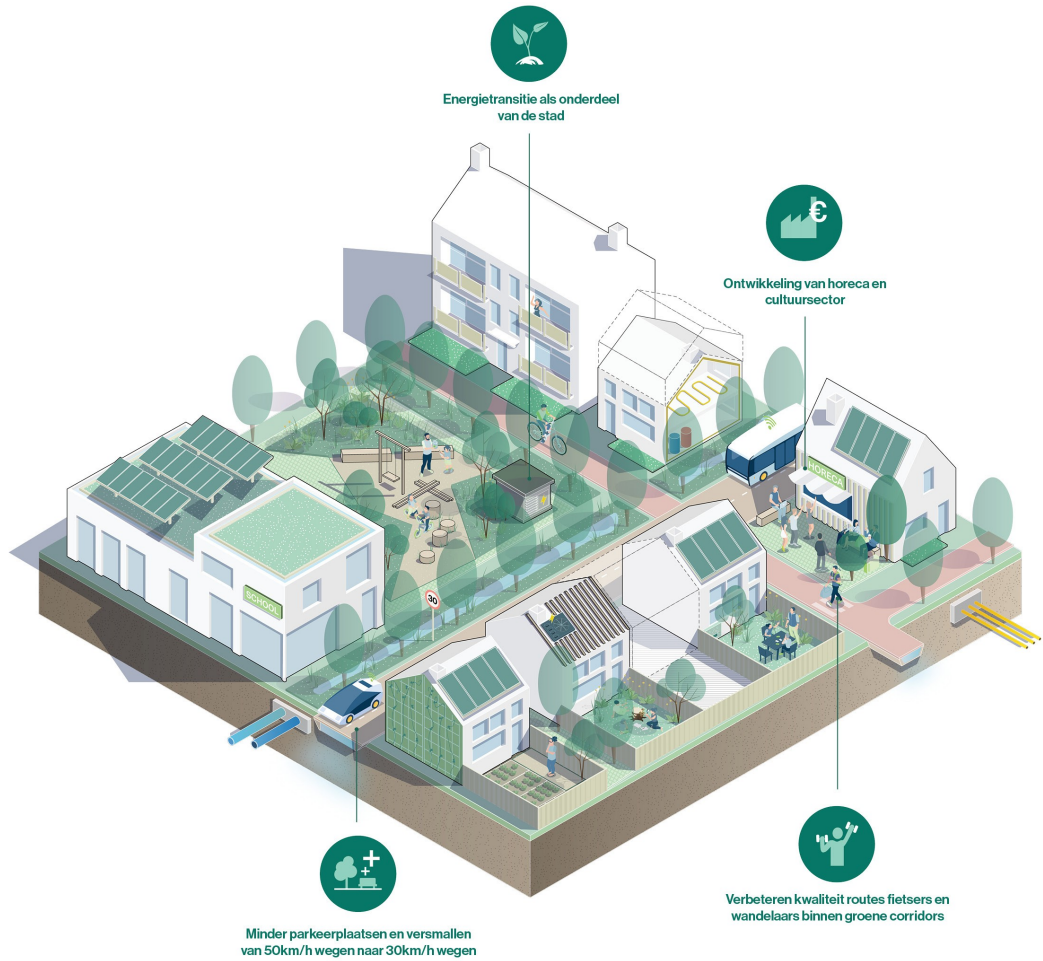 Energietransitie als onderdeel
van de stad
€
Ontwikkeling van horeca en
cultuursector
HORECA
SCHOOL
30
Minder parkeerplaatsen en versmallen
van 50km/h wegen naar 30km/h wegen
Verbeteren kwaliteit routes fietsers en
wandelaars binnen groene corridors